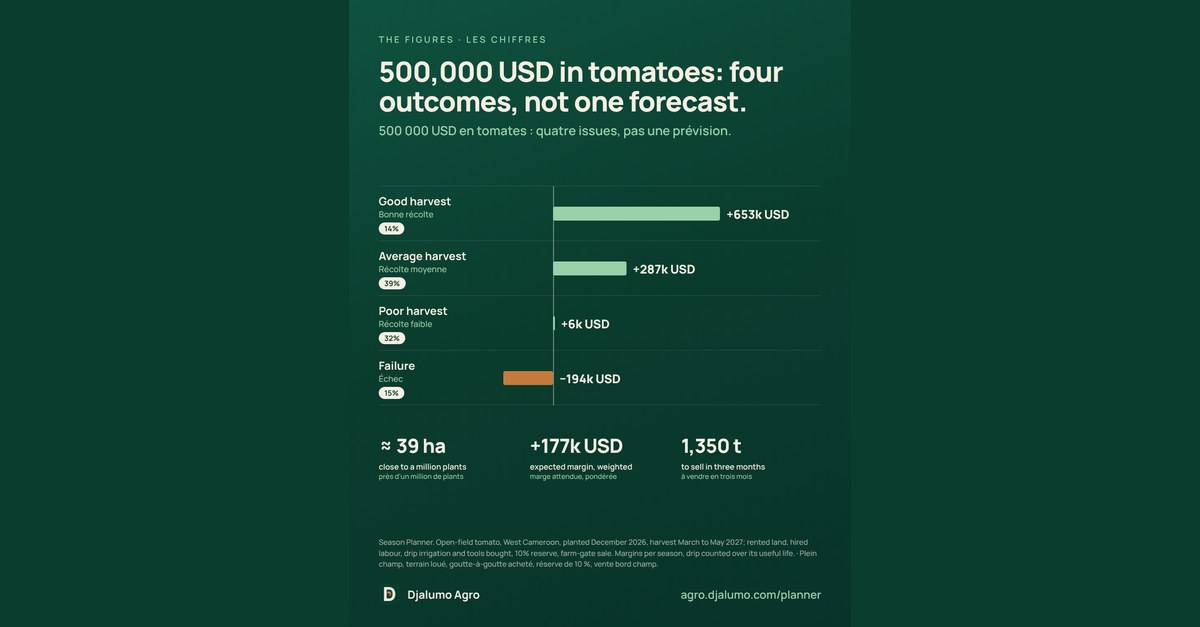 THE FIGURES · LES CHIFFRES
500,000 USD in tomatoes: four
outcomes, not one forecast.
500 000 USD en tomates : quatre issues, pas une prévision.
Good harvest
Bonne récolte
14%
+653k USD
Average harvest
Récolte moyenne
39%
+287k USD
Poor harvest
Récolte faible
32%
+6k USD
Failure
Échec
15%
−194k USD
≈ 39 ha
close to a million plants
près d'un million de plants
+177k USD
expected margin, weighted
marge attendue, pondérée
1,350 t
to sell in three months
à vendre en trois mois
Season Planner. Open-field tomato, West Cameroon, planted December 2026, harvest March to May 2027; rented land, hired
labour, drip irrigation and tools bought, 10% reserve, farm-gate sale. Margins per season, drip counted over its useful life. · Plein
champ, terrain loué, goutte-à-goutte acheté, réserve de 10 %, vente bord champ.
D
Djalumo Agro
agro.djalumo.com/planner